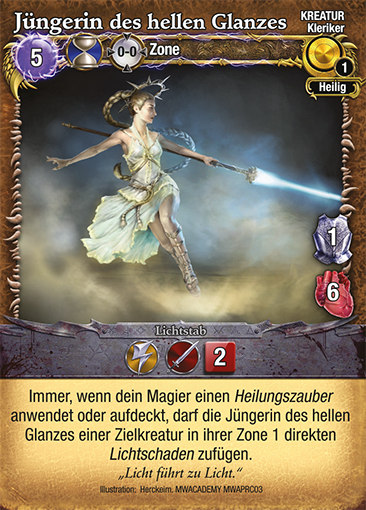 Jüngerin des hellen Glanzes
KREATUR
Kleriker
5
0-0
Zone
1
Heilig
1
6
Lichtstab
2
Immer, wenn dein Magier einen Heilungszauber
anwendet oder aufdeckt, darf die Jüngerin des hellen
Glanzes einer Zielkreatur in ihrer Zone 1 direkten
Lichtschaden zufügen.
„Licht führt zu Licht.“
Illustration: Herckeim. MWACADEMY MWAPRC03